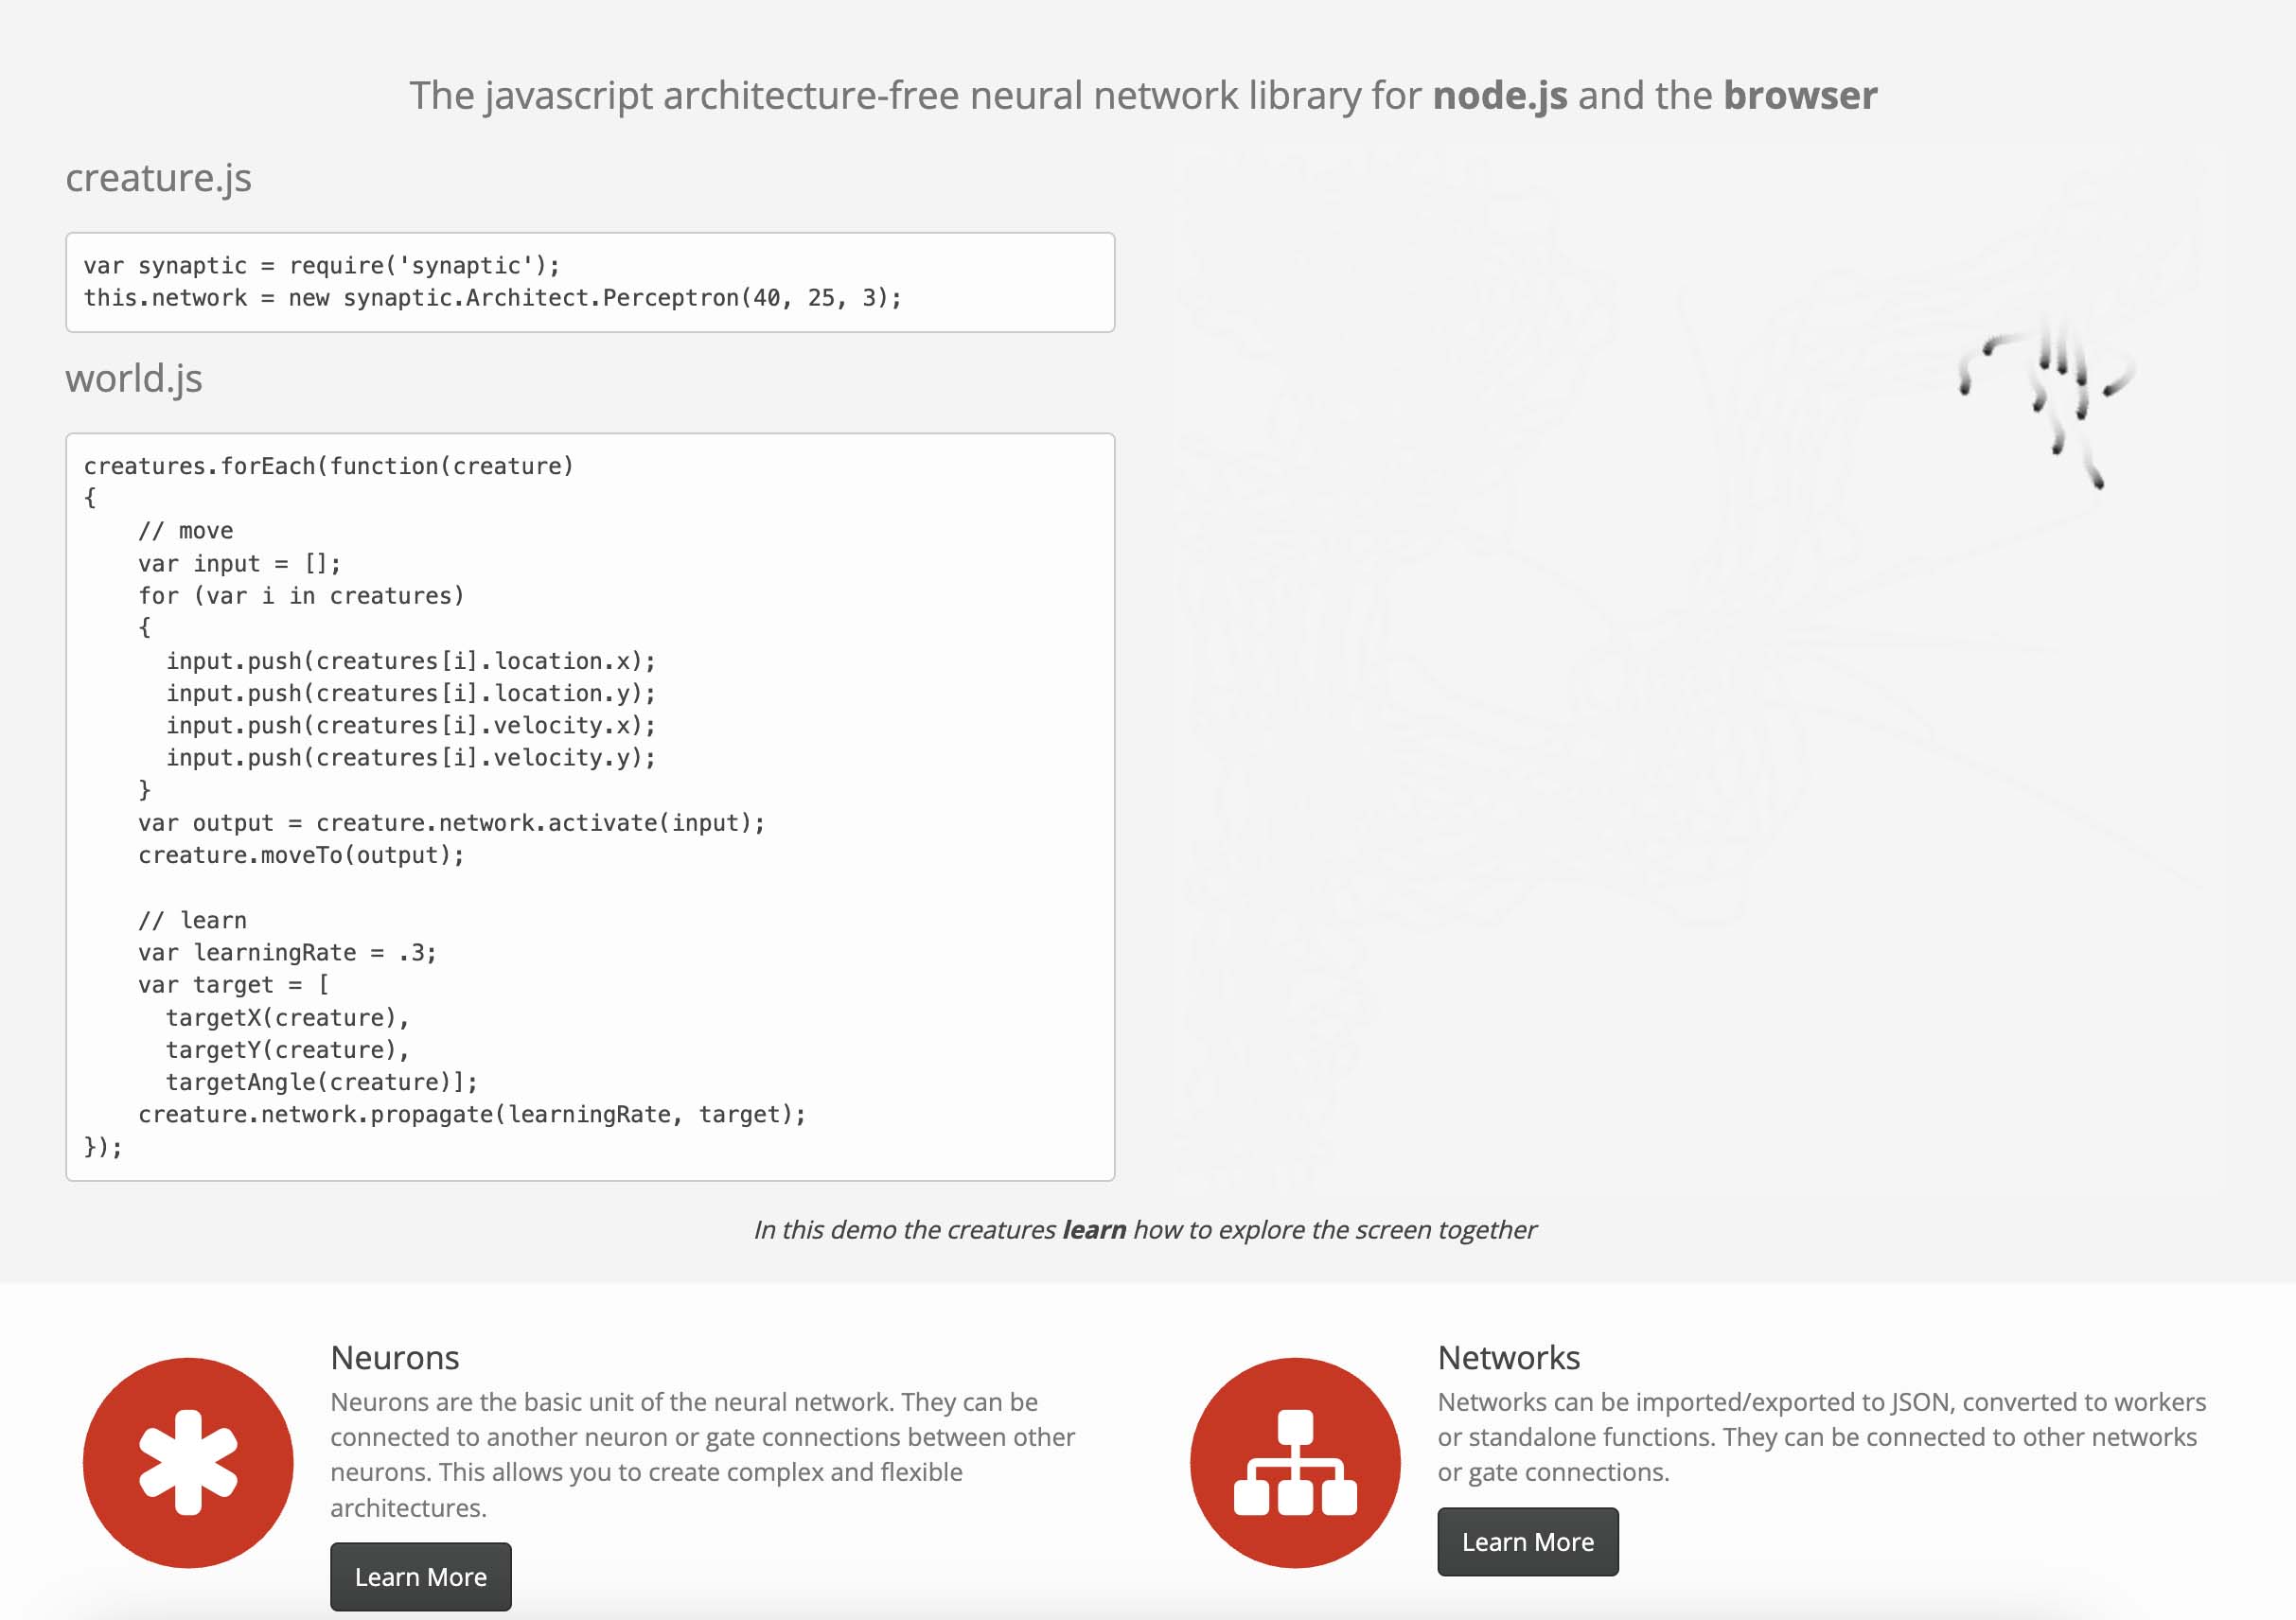 The javascript architecture-free neural network library for node.js and the browser
creature.js
var synaptic = require('synaptic');
this.network = new synaptic.Architect.Perceptron(40, 25, 3);
world.js
creatures.forEach(function(creature)
{
    // move
    var input = [];
    for (var i in creatures)
    {
      input.push(creatures[i].location.x);
      input.push(creatures[i].location.y);
      input.push(creatures[i].velocity.x);
      input.push(creatures[i].velocity.y);
    }
    var output = creature.network.activate(input);
    creature.moveTo(output);

    // learn
    var learningRate = .3;
    var target = [
      targetX(creature),
      targetY(creature),
      targetAngle(creature)];
    creature.network.propagate(learningRate, target);
});
In this demo the creatures learn how to explore the screen together
Neurons
Neurons are the basic unit of the neural network. They can be
connected to another neuron or gate connections between other
neurons. This allows you to create complex and flexible
architectures.
Learn More
Networks
Networks can be imported/exported to JSON, converted to workers
or standalone functions. They can be connected to other networks
or gate connections.
Learn More